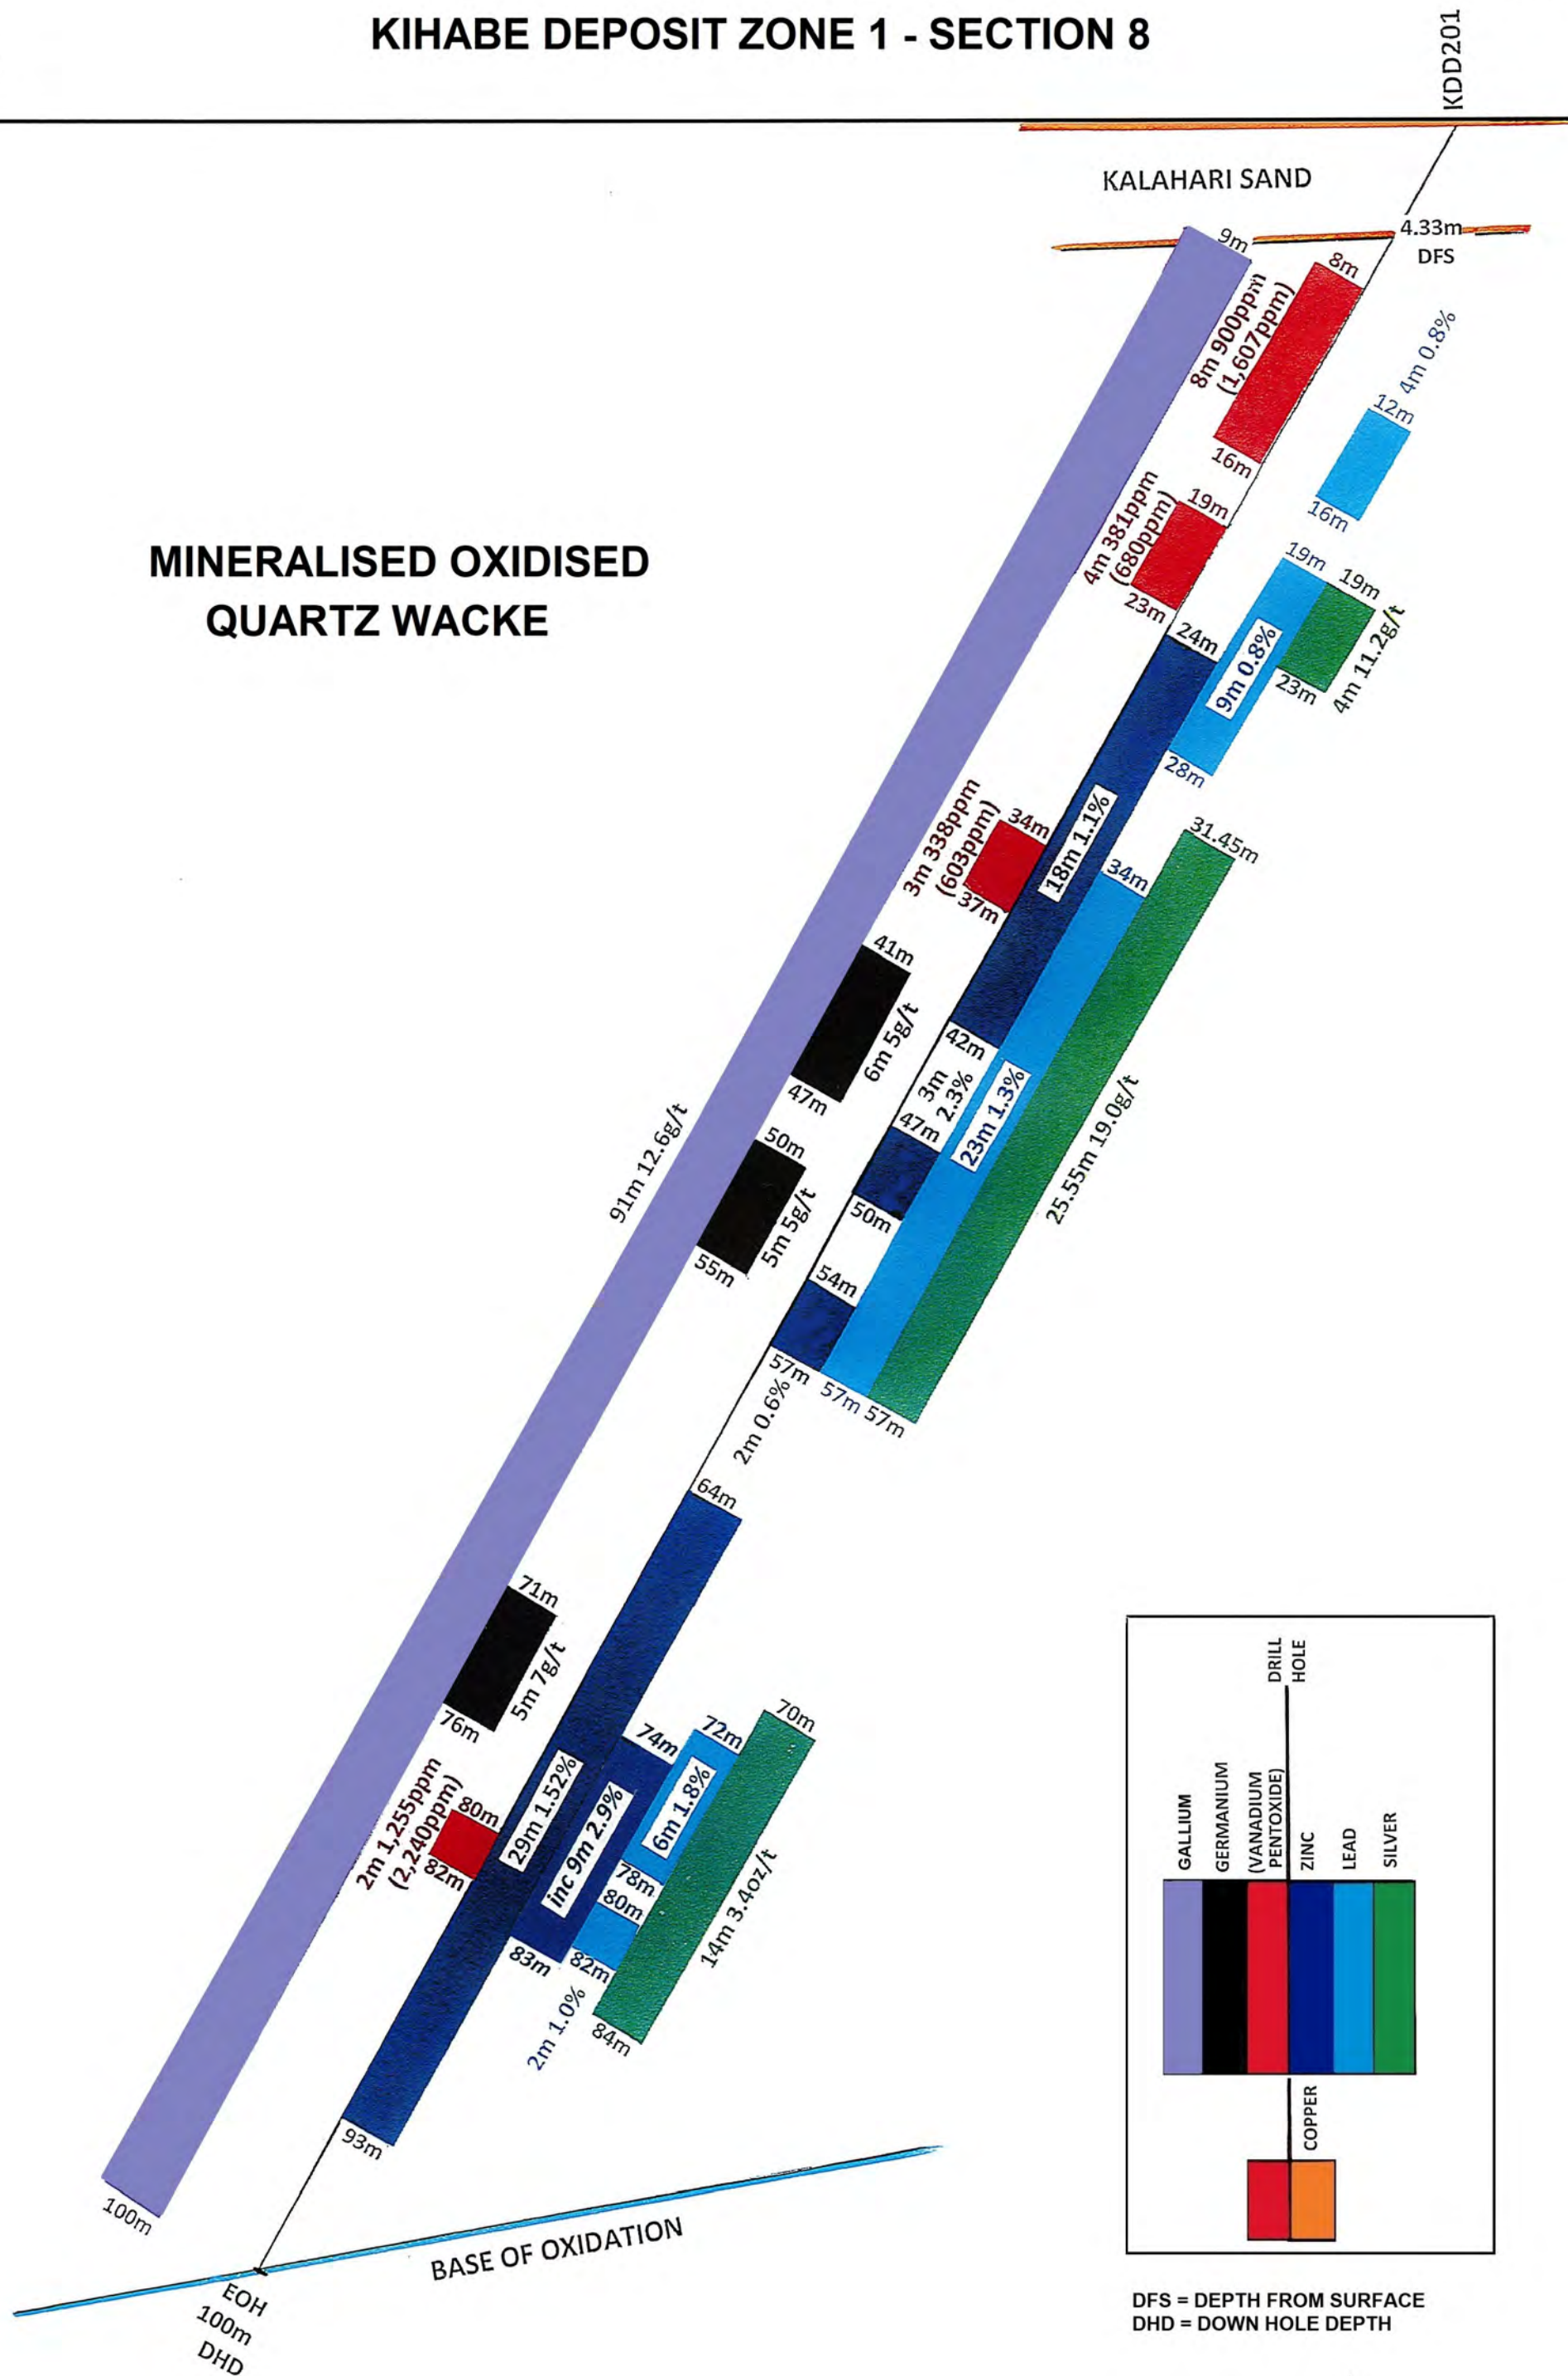 KIHABE DEPOSIT ZONE 1 - SECTION 8
KDD201
KALAHARI SAND
4.33m
DFS
9m
8m
8m 900ppm
(1,607ppm)
16m
4m 0.8%
12m
16m
MINERALISED OXIDISED
QUARTZ WACKE
4m 381ppm
(680ppm)
19m
23m
19m
19m
9m 0.8%
23m
4m 11.2g/t
28m
24m
18m 1.1%
3m 338ppm
(603ppm)
34m
37m
31.45m
34m
41m
6m 5g/t
47m
42m
3m
2.3%
47m
23m 1.3%
25.55m 19.0g/t
91m 12.6g/t
50m
5m 5g/t
55m
50m
54m
57m
57m
57m
2m 0.6%
64m
71m
5m 7g/t
76m
70m
72m
74m
6m 1.8%
29m 1.52%
inc 9m 2.9%
2m 1,255ppm
(2,240ppm)
80m
82m
78m
80m
14m 3.4oz/t
83m
82m
2m 1.0%
84m
93m
100m
BASE OF OXIDATION
EOH
100m
DHD
DRILL
HOLE
GALLIUM
GERMANIUM
(VANADIUM
PENTOXIDE)
ZINC
LEAD
SILVER
COPPER
DFS = DEPTH FROM SURFACE
DHD = DOWN HOLE DEPTH